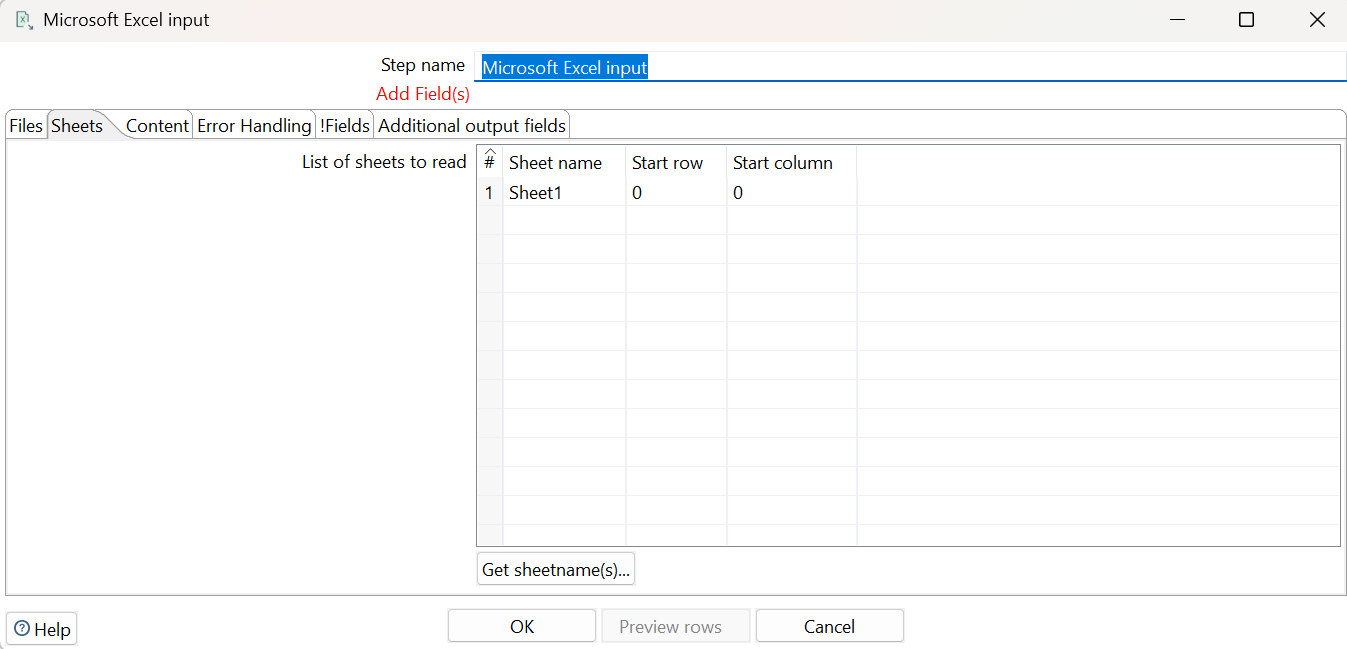 Microsoft Excel input
Step name Microsoft Excel input
Add Field(s)
Files Sheets Content Error Handling !Fields Additional output fields
List of sheets to read # Sheet name Start row Start column
1 Sheet1 0 0
Get sheetname(s)...
Help OK Preview rows Cancel